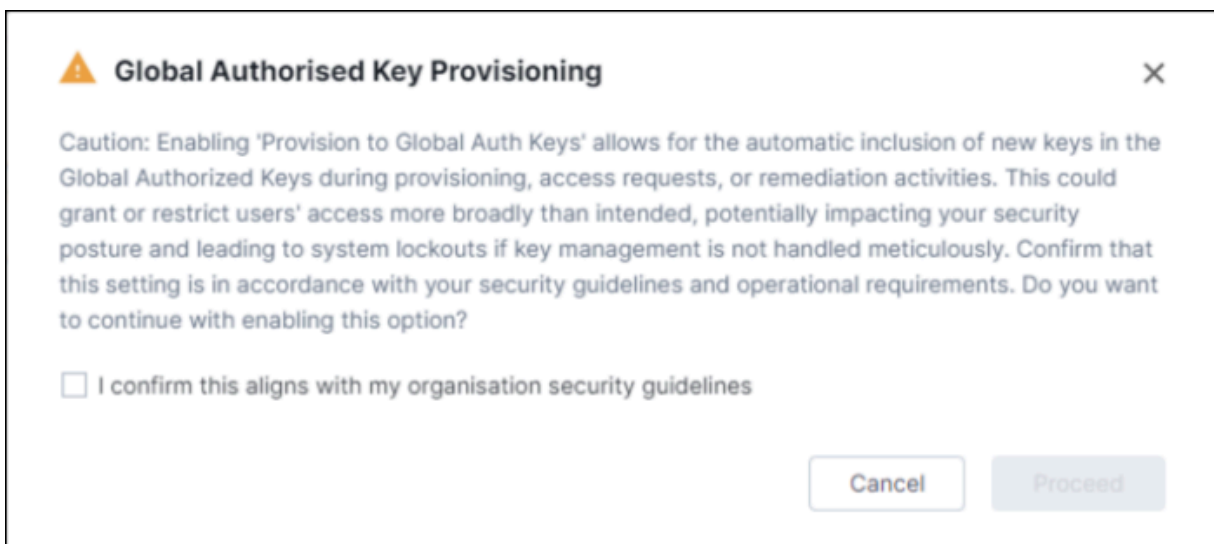 Global Authorised Key Provisioning
Caution: Enabling 'Provision to Global Auth Keys' allows for the automatic inclusion of new keys in the
Global Authorized Keys during provisioning, access requests, or remediation activities. This could
grant or restrict users' access more broadly than intended, potentially impacting your security
posture and leading to system lockouts if key management is not handled meticulously. Confirm that
this setting is in accordance with your security guidelines and operational requirements. Do you want
to continue with enabling this option?
I confirm this aligns with my organisation security guidelines
Cancel
Proceed